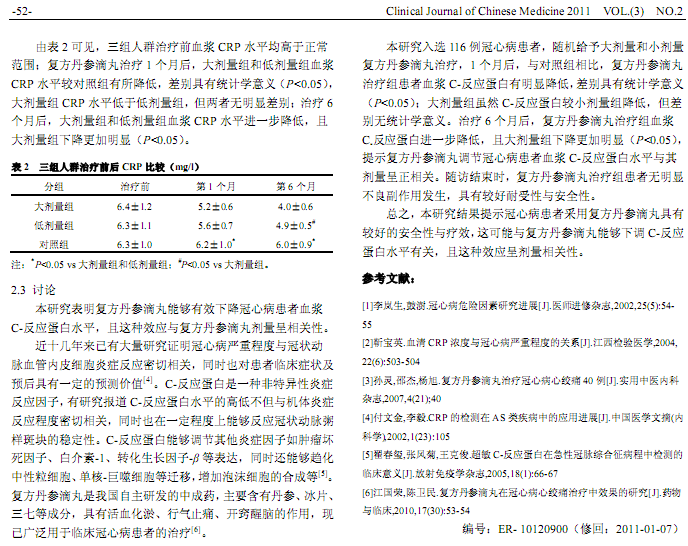 -52-
Clinical Journal of Chinese Medicine 2011 VOL.(3) NO.2
由表 2 可见，三组人群治疗前血浆 CRP 水平均高于正常
范围；复方丹参滴丸治疗 1 个月后，大剂量组和低剂量组血浆
CRP 水平较对照组有所降低，差别具有统计学意义（P<0.05），
大剂量组 CRP 水平低于低剂量组，但两者无明显差别；治疗 6
个月后，大剂量组和低剂量组血浆 CRP 水平进一步降低，且
大剂量组下降更加明显（P<0.05）。
表 2 三组人群治疗前后 CRP 比较（mg/l）
分组 治疗前 第 1 个月 第 6 个月
大剂量组 6.4±1.2 5.2±0.6 4.0±0.6
低剂量组 6.3±1.1 5.6±0.7 4.9±0.5#
对照组 6.3±1.0 6.2±1.0* 6.0±0.9*
注：*P<0.05 vs 大剂量组和低剂量组；#P<0.05 vs 大剂量组。
2.3 讨论
本研究表明复方丹参滴丸能够有效下降冠心病患者血浆
C-反应蛋白水平，且这种效应与复方丹参滴丸剂量呈相关性。
近十几年来已有大量研究证明冠心病严重程度与冠状动
脉血管内皮细胞炎症反应密切相关，同时也对患者临床症状及
预后具有一定的预测价值[4]。C-反应蛋白是一种非特异性炎症
反应因子，有研究报道 C-反应蛋白水平的高低不但与机体炎症
反应程度密切相关，同时也在一定程度上能够反应冠状动脉粥
样斑块的稳定性。C-反应蛋白能够调节其他炎症因子如肿瘤坏
死因子、白介素-1、转化生长因子-β 等表达，同时还能够趋化
中性粒细胞、单核-巨噬细胞等迁移，增加泡沫细胞的合成等[5]。
复方丹参滴丸是我国自主研发的中成药，主要含有丹参、冰片、
三七等成分，具有活血化淤、行气止痛、开窍醒脑的作用，现
已广泛用于临床冠心病患者的治疗[6]。
本研究入选 116 例冠心病患者，随机给予大剂量和小剂量
复方丹参滴丸治疗，1 个月后，与对照组相比，复方丹参滴丸
治疗组患者血浆 C-反应蛋白有明显降低，差别具有统计学意义
（P<0.05）；大剂量组虽然 C-反应蛋白较小剂量组降低，但差
别无统计学意义。治疗 6 个月后，复方丹参滴丸治疗组血浆
C,反应蛋白进一步降低，且大剂量组下降更加明显（P<0.05），
提示复方丹参滴丸调节冠心病患者血浆 C-反应蛋白水平与其
剂量呈正相关。随访结束时，复方丹参滴丸治疗组患者无明显
不良副作用发生，具有较好耐受性与安全性。
总之，本研究结果提示冠心病患者采用复方丹参滴丸具有
较好的安全性与疗效，这可能与复方丹参滴丸能够下调 C-反应
蛋白水平有关，且这种效应呈剂量相关性。
参考文献：
[1]李凤生,鼓澍.冠心病危险因素研究进展[J].医师进修杂志,2002,25(5):54-
55
[2]靳宝英.血清 CRP 浓度与冠心病严重程度的关系[J].江西检验医学,2004,
22(6):503-504
[3]孙灵,邵杰,杨旭.复方丹参滴丸治疗冠心病心绞痛 40 例[J].实用中医内科
杂志,2007,4(21);40
[4]付文金,李毅.CRP 的检测在 AS 类疾病中的应用进展[J].中国医学文摘(内
科学),2002,1(23):105
[5]瞿春玺,张凤菊,王克俊.超敏 C-反应蛋白在急性冠脉综合征病程中检测的
临床意义[J].放射免疫学杂志,2005,18(1):66-67
[6]江国荣,陈卫民.复方丹参滴丸在冠心病心绞痛治疗中效果的研究[J].药物
与临床,2010,17(30):53-54
编号：ER- 10120900（修回：2011-01-07）